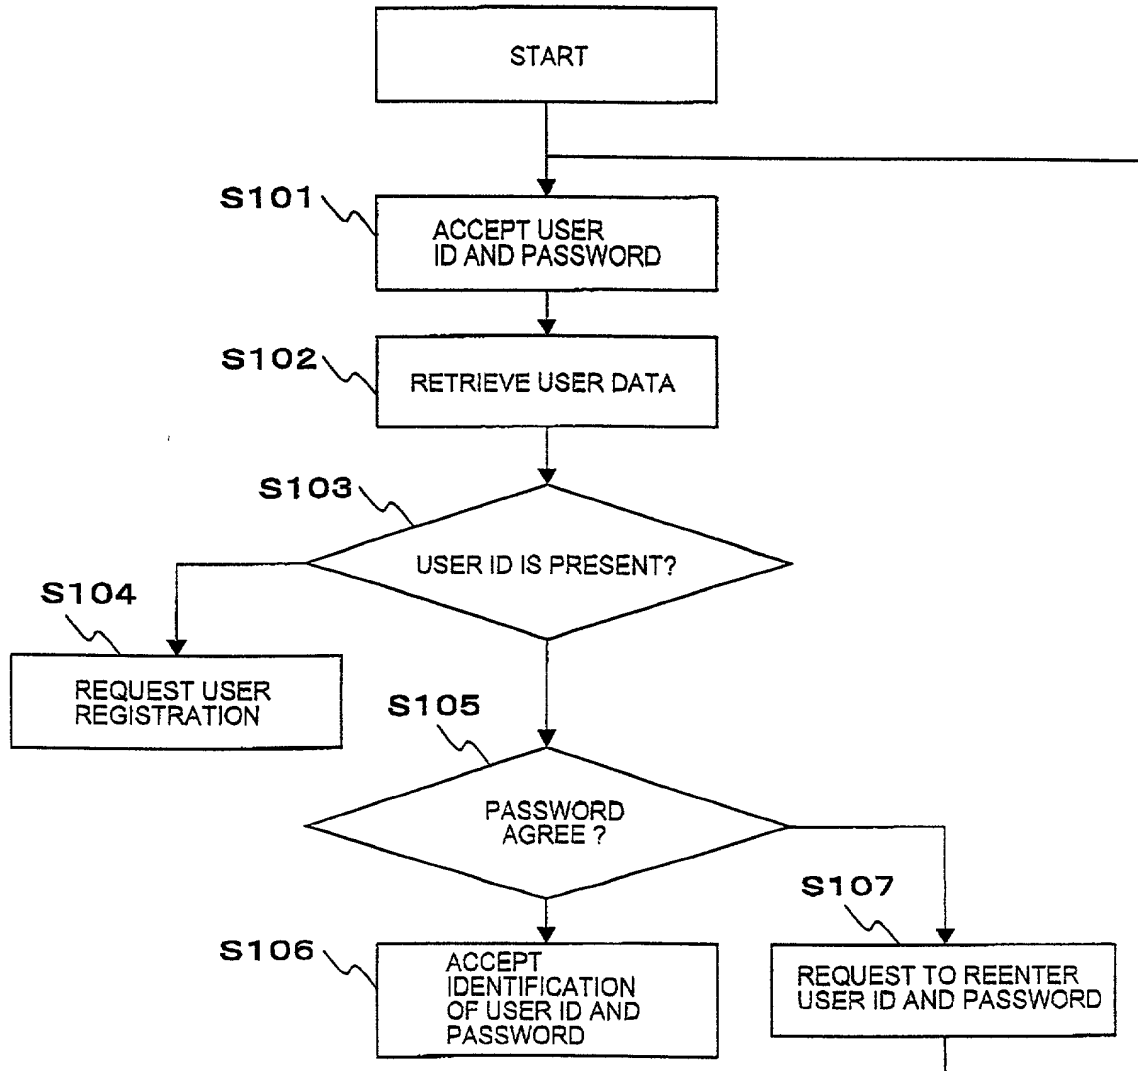 START
S101
ACCEPT USER
ID AND PASSWORD
S102
RETRIEVE USER DATA
S103
USER ID IS PRESENT?
S104
REQUEST USER
REGISTRATION
S105
PASSWORD
AGREE ?
S106
ACCEPT
IDENTIFICATION
OF USER ID AND
PASSWORD
S107
REQUEST TO REENTER
USER ID AND PASSWORD